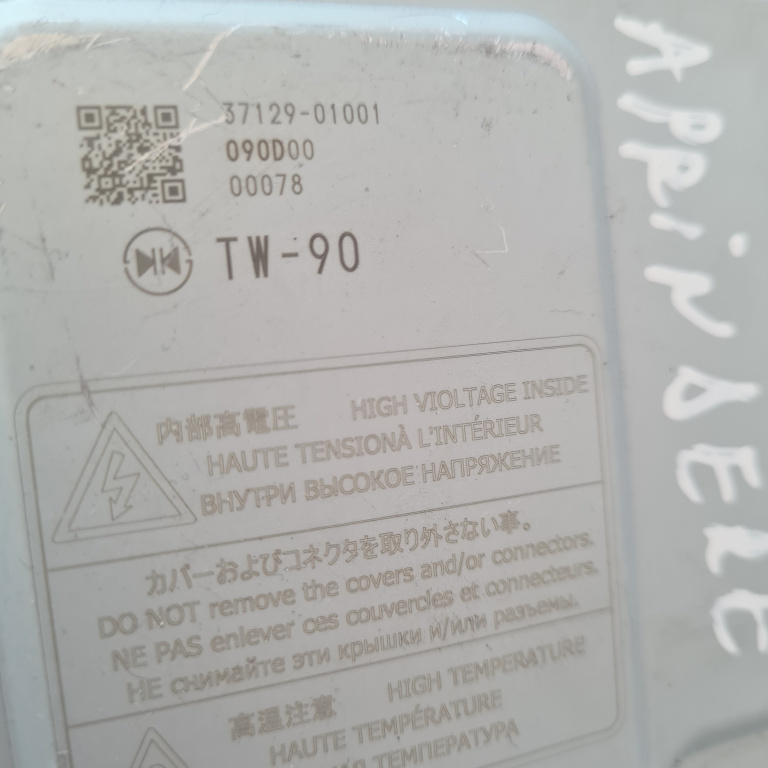 37129-01001
090D00
00078
TW-90
内部高電圧 HIGH VIOLTAGE INSIDE
HAUTE TENSIONÀ L'INTÉRIEUR
ВНУТРИ ВЫСОКОЕ НАПРЯЖЕНИЕ
カバーおよびコネクタを取り外さない事。
DO NOT remove the covers and/or connectors.
NE PAS enlever ces couvercles et connecteurs.
НЕ снимайте эти крышки и/или разъемы.
高温注意 HIGH TEMPERATURE
HAUTE TEMPÉRATURE
ТЕМПЕРАТУРА